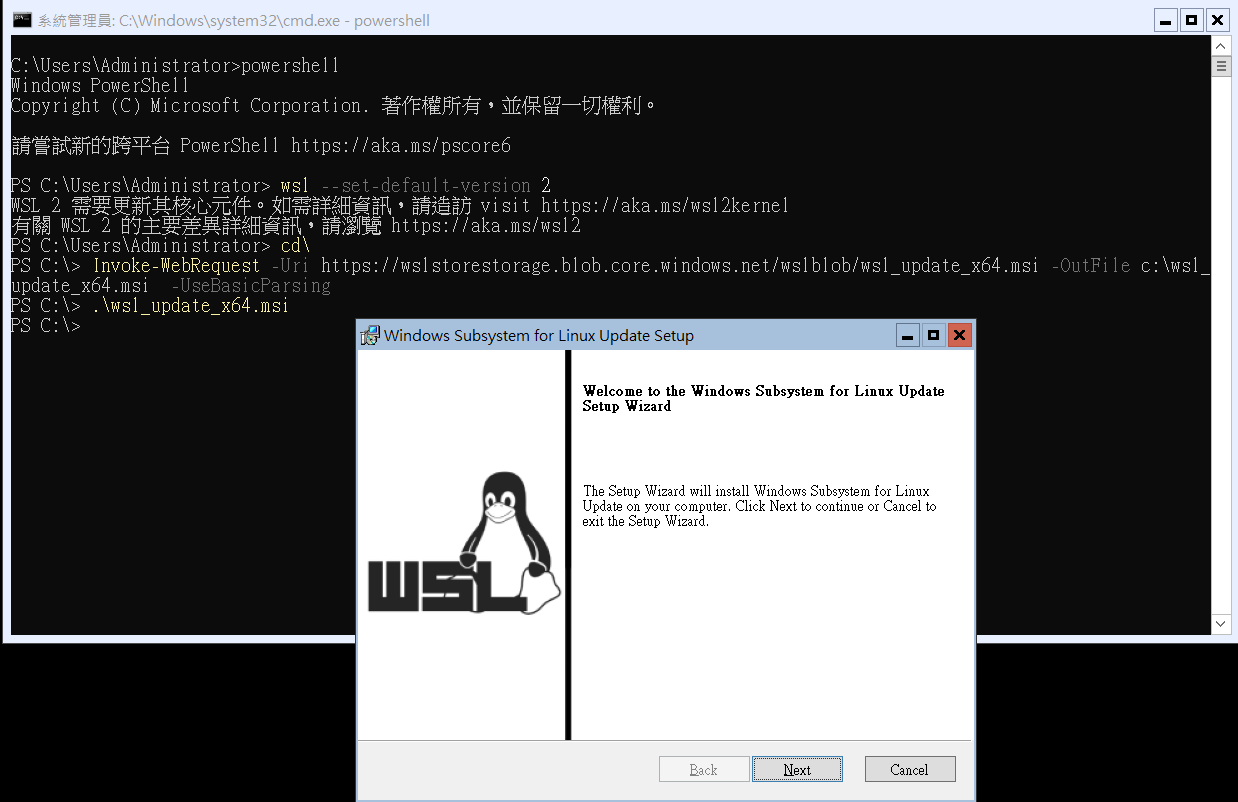 系統管理員: C:\Windows\system32\cmd.exe - powershell
C:\Users\Administrator>powershell
Windows PowerShell
Copyright (C) Microsoft Corporation. 著作權所有，並保留一切權利。
請嘗試新的跨平台 PowerShell https://aka.ms/pscore6
PS C:\Users\Administrator> wsl --set-default-version 2
WSL 2 需要更新其核心元件。如需詳細資訊，請造訪 visit https://aka.ms/wsl2kernel
有關 WSL 2 的主要差異詳細資訊，請瀏覽 https://aka.ms/wsl2
PS C:\Users\Administrator> cd\
PS C:\> Invoke-WebRequest -Uri https://wslstorestorage.blob.core.windows.net/wslblob/wsl_update_x64.msi -OutFile c:\wsl_
update_x64.msi  -UseBasicParsing
PS C:\> .\wsl_update_x64.msi
PS C:\>
Windows Subsystem for Linux Update Setup
Welcome to the Windows Subsystem for Linux Update
Setup Wizard
The Setup Wizard will install Windows Subsystem for Linux
Update on your computer. Click Next to continue or Cancel to
exit the Setup Wizard.
WSL
Back
Next
Cancel